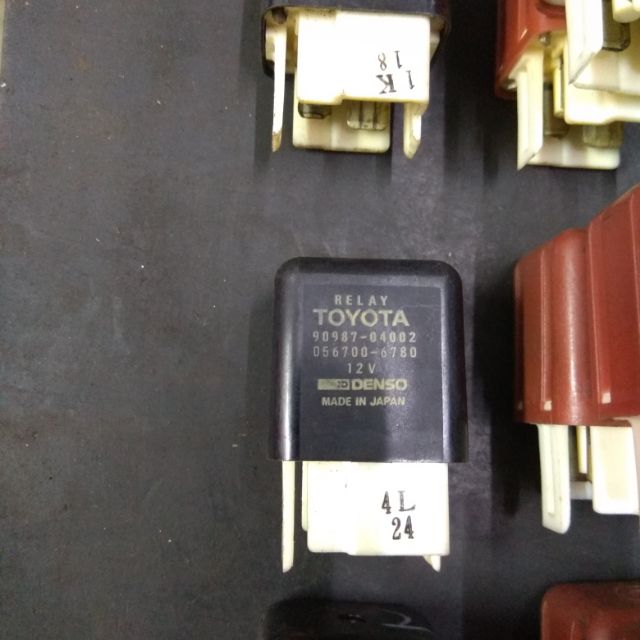 1K
18
RELAY
TOYOTA
90987-04002
056700-6780
12V
DENSO
MADE IN JAPAN
4L
24